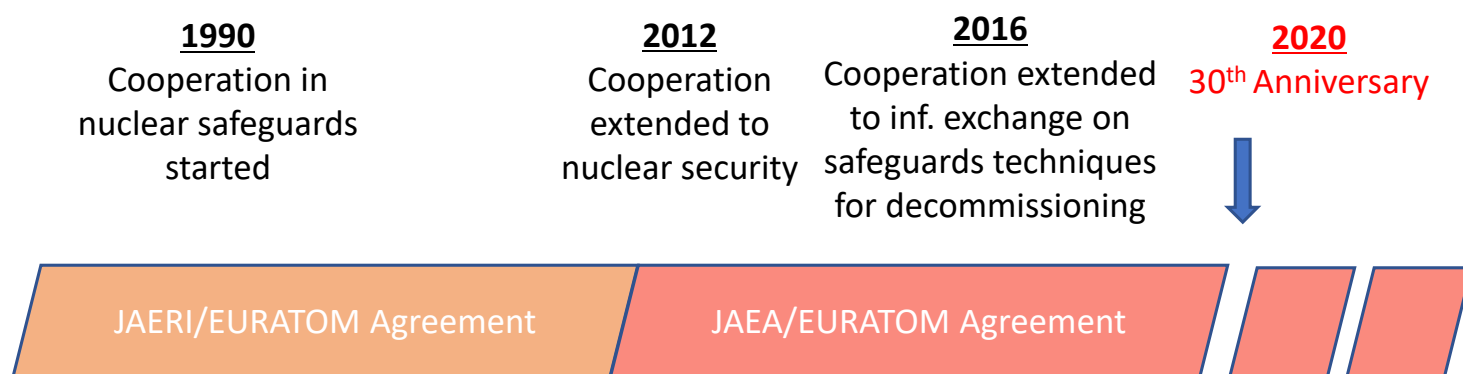 1990
Cooperation in
nuclear safeguards
started
2012
Cooperation
extended to
nuclear security
2016
Cooperation extended
to inf. exchange on
safeguards techniques
for decommissioning
2020
30th Anniversary
JAERI/EURATOM Agreement
JAEA/EURATOM Agreement